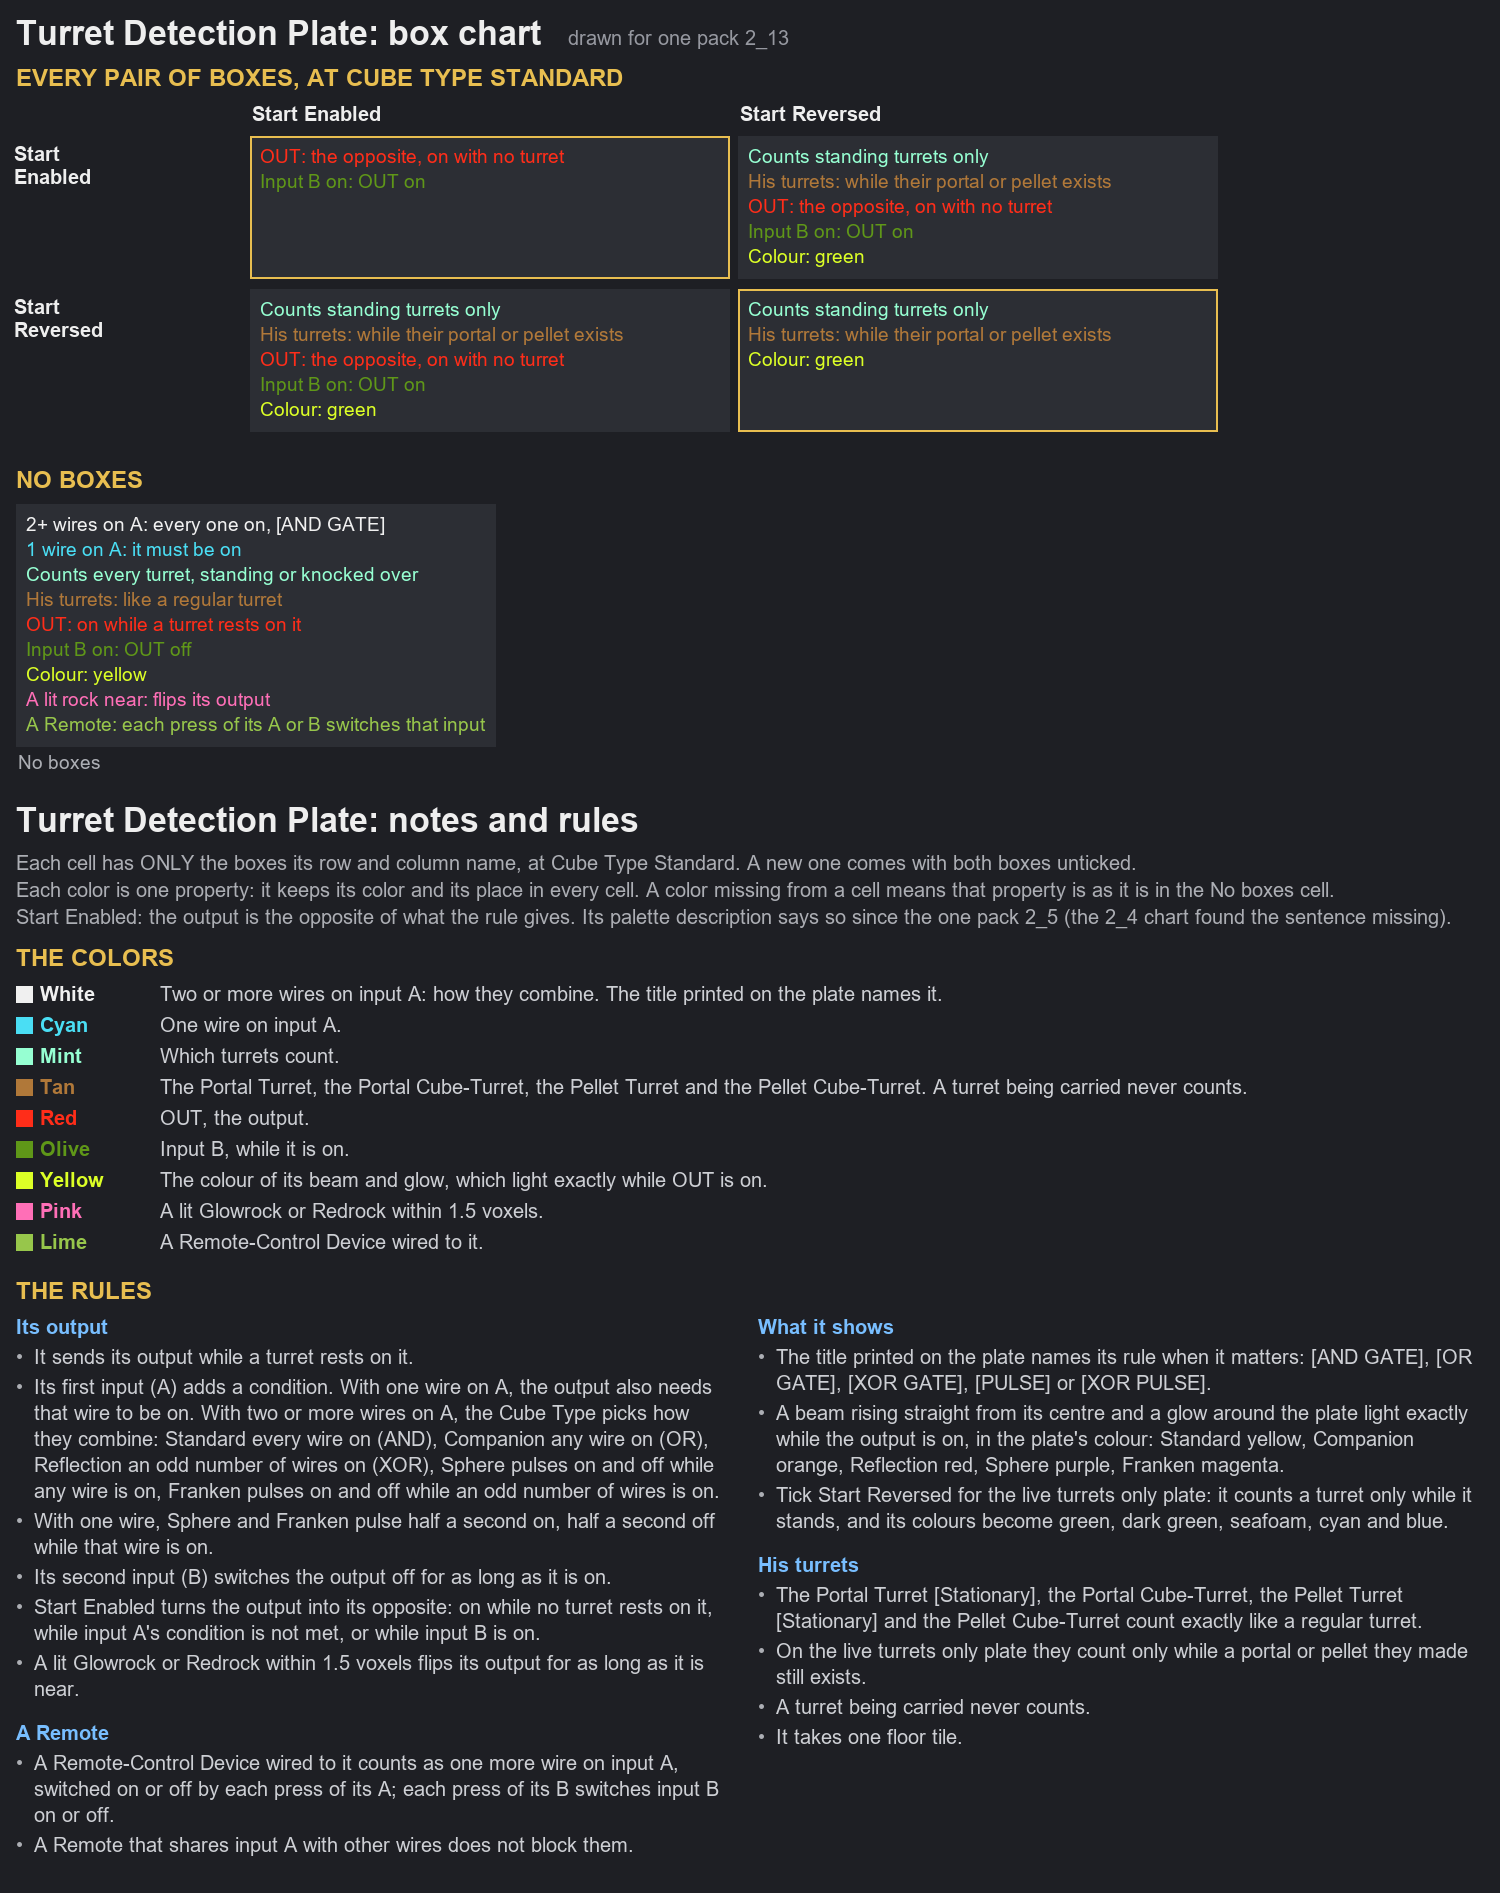 Turret Detection Plate: box chart drawn for one pack 2_13
EVERY PAIR OF BOXES, AT CUBE TYPE STANDARD
Start Enabled
Start Reversed
Start
Enabled
OUT: the opposite, on with no turret
Input B on: OUT on
Counts standing turrets only
His turrets: while their portal or pellet exists
OUT: the opposite, on with no turret
Input B on: OUT on
Colour: green
Start
Reversed
Counts standing turrets only
His turrets: while their portal or pellet exists
OUT: the opposite, on with no turret
Input B on: OUT on
Colour: green
Counts standing turrets only
His turrets: while their portal or pellet exists
Colour: green
NO BOXES
2+ wires on A: every one on, [AND GATE]
1 wire on A: it must be on
Counts every turret, standing or knocked over
His turrets: like a regular turret
OUT: on while a turret rests on it
Input B on: OUT off
Colour: yellow
A lit rock near: flips its output
A Remote: each press of its A or B switches that input
No boxes
Turret Detection Plate: notes and rules
Each cell has ONLY the boxes its row and column name, at Cube Type Standard. A new one comes with both boxes unticked.
Each color is one property: it keeps its color and its place in every cell. A color missing from a cell means that property is as it is in the No boxes cell.
Start Enabled: the output is the opposite of what the rule gives. Its palette description says so since the one pack 2_5 (the 2_4 chart found the sentence missing).
THE COLORS
White Two or more wires on input A: how they combine. The title printed on the plate names it.
Cyan One wire on input A.
Mint Which turrets count.
Tan The Portal Turret, the Portal Cube-Turret, the Pellet Turret and the Pellet Cube-Turret. A turret being carried never counts.
Red OUT, the output.
Olive Input B, while it is on.
Yellow The colour of its beam and glow, which light exactly while OUT is on.
Pink A lit Glowrock or Redrock within 1.5 voxels.
Lime A Remote-Control Device wired to it.
THE RULES
Its output
• It sends its output while a turret rests on it.
• Its first input (A) adds a condition. With one wire on A, the output also needs
that wire to be on. With two or more wires on A, the Cube Type picks how
they combine: Standard every wire on (AND), Companion any wire on (OR),
Reflection an odd number of wires on (XOR), Sphere pulses on and off while
any wire is on, Franken pulses on and off while an odd number of wires is on.
• With one wire, Sphere and Franken pulse half a second on, half a second off
while that wire is on.
• Its second input (B) switches the output off for as long as it is on.
• Start Enabled turns the output into its opposite: on while no turret rests on it,
while input A's condition is not met, or while input B is on.
• A lit Glowrock or Redrock within 1.5 voxels flips its output for as long as it is
near.
A Remote
• A Remote-Control Device wired to it counts as one more wire on input A,
switched on or off by each press of its A; each press of its B switches input B
on or off.
• A Remote that shares input A with other wires does not block them.
What it shows
• The title printed on the plate names its rule when it matters: [AND GATE], [OR
GATE], [XOR GATE], [PULSE] or [XOR PULSE].
• A beam rising straight from its centre and a glow around the plate light exactly
while the output is on, in the plate's colour: Standard yellow, Companion
orange, Reflection red, Sphere purple, Franken magenta.
• Tick Start Reversed for the live turrets only plate: it counts a turret only while it
stands, and its colours become green, dark green, seafoam, cyan and blue.
His turrets
• The Portal Turret [Stationary], the Portal Cube-Turret, the Pellet Turret
[Stationary] and the Pellet Cube-Turret count exactly like a regular turret.
• On the live turrets only plate they count only while a portal or pellet they made
still exists.
• A turret being carried never counts.
• It takes one floor tile.